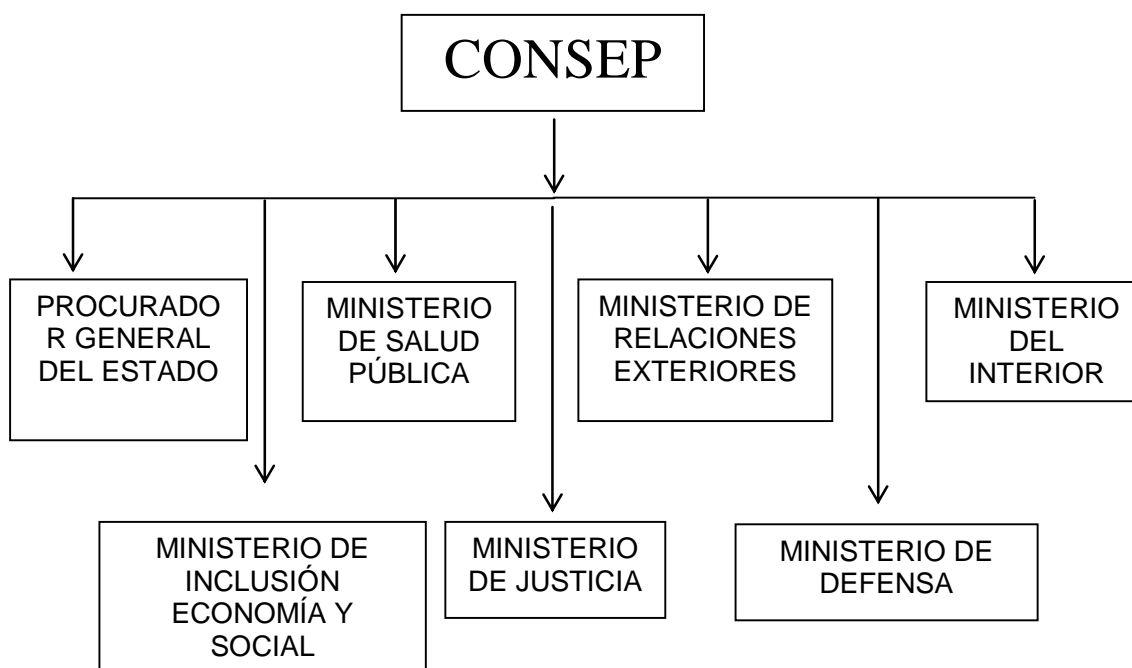 CONSEP
PROCURADO
R GENERAL
DEL ESTADO
MINISTERIO
DE SALUD
PÚBLICA
MINISTERIO DE
RELACIONES
EXTERIORES
MINISTERIO
DEL
INTERIOR
MINISTERIO DE
INCLUSIÓN
ECONOMÍA Y
SOCIAL
MINISTERIO
DE JUSTICIA
MINISTERIO DE
DEFENSA